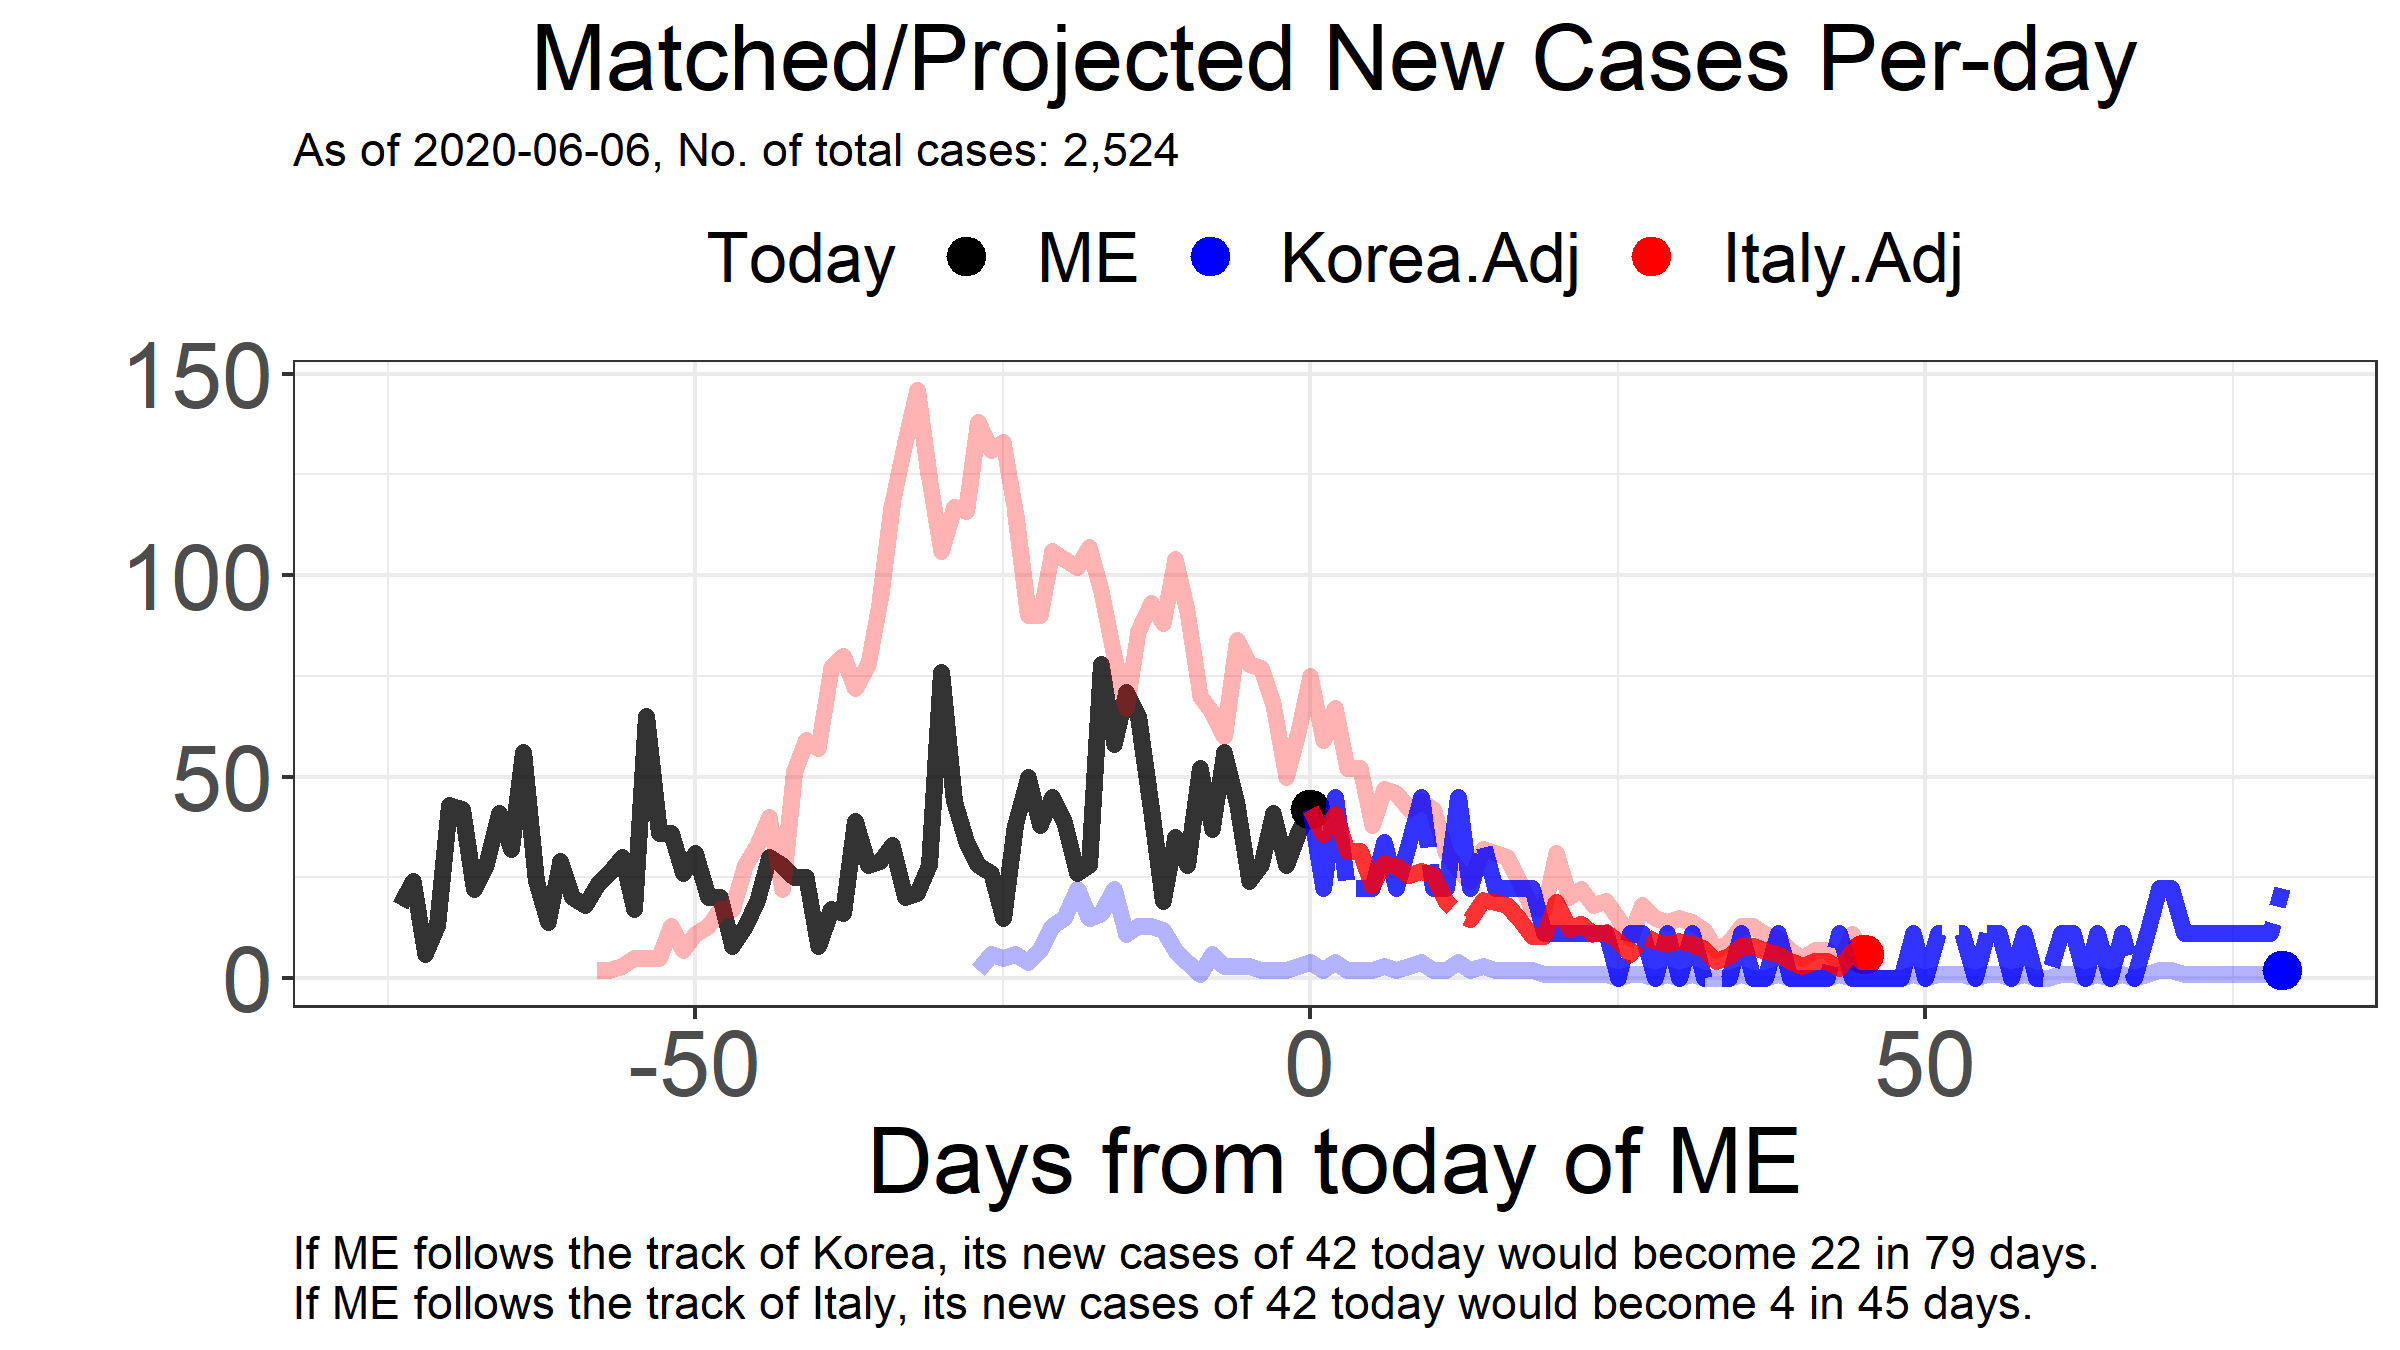 Matched/Projected New Cases Per-day
As of 2020-06-06, No. of total cases: 2,524
Today ME Korea.Adj Italy.Adj
150
100
50
0
-50 0 50
Days from today of ME
If ME follows the track of Korea, its new cases of 42 today would become 22 in 79 days.
If ME follows the track of Italy, its new cases of 42 today would become 4 in 45 days.